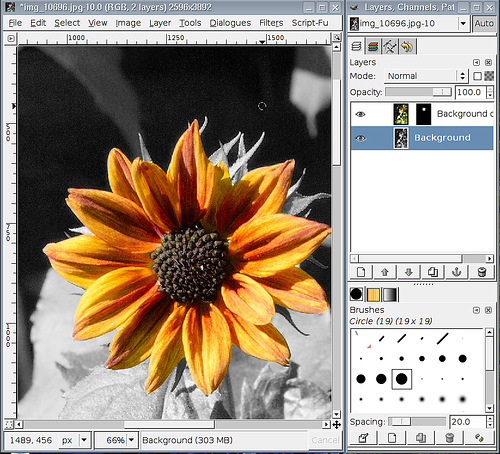 *img_10696.jpg-10.0 (RGB, 2 layers) 2596x3892
File Edit Select View Image Layer Tools Dialogues Filters Script-Fu
1000 1250 1500
500
750
1000
1489, 456 px 66% Background (303 MB) Cancel
Layers, Channels, Pat
img_10696.jpg-10 Auto
Layers
Mode: Normal
Opacity: 100.0
Background c
Background
Brushes
Circle (19) (19 x 19)
Spacing: 20.0